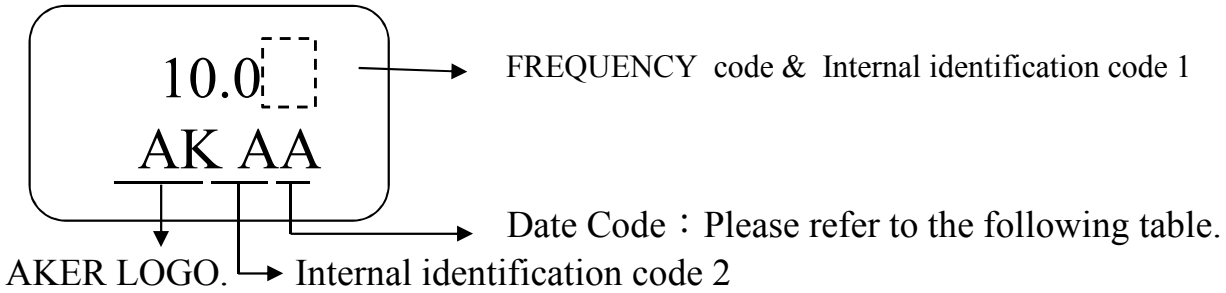 10.0
FREQUENCY code & Internal identification code 1
AK AA
Date Code：Please refer to the following table.
AKER LOGO.
Internal identification code 2